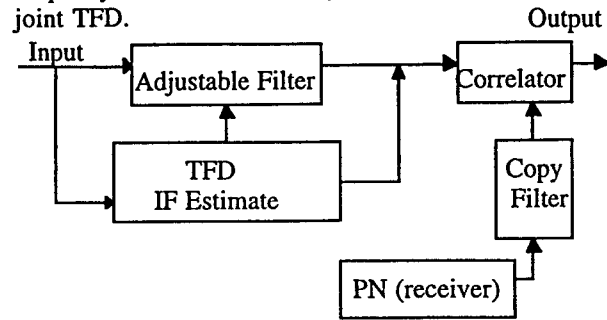 joint TFD.
Output
Input
Adjustable Filter
Correlator
TFD
IF Estimate
Copy
Filter
PN (receiver)